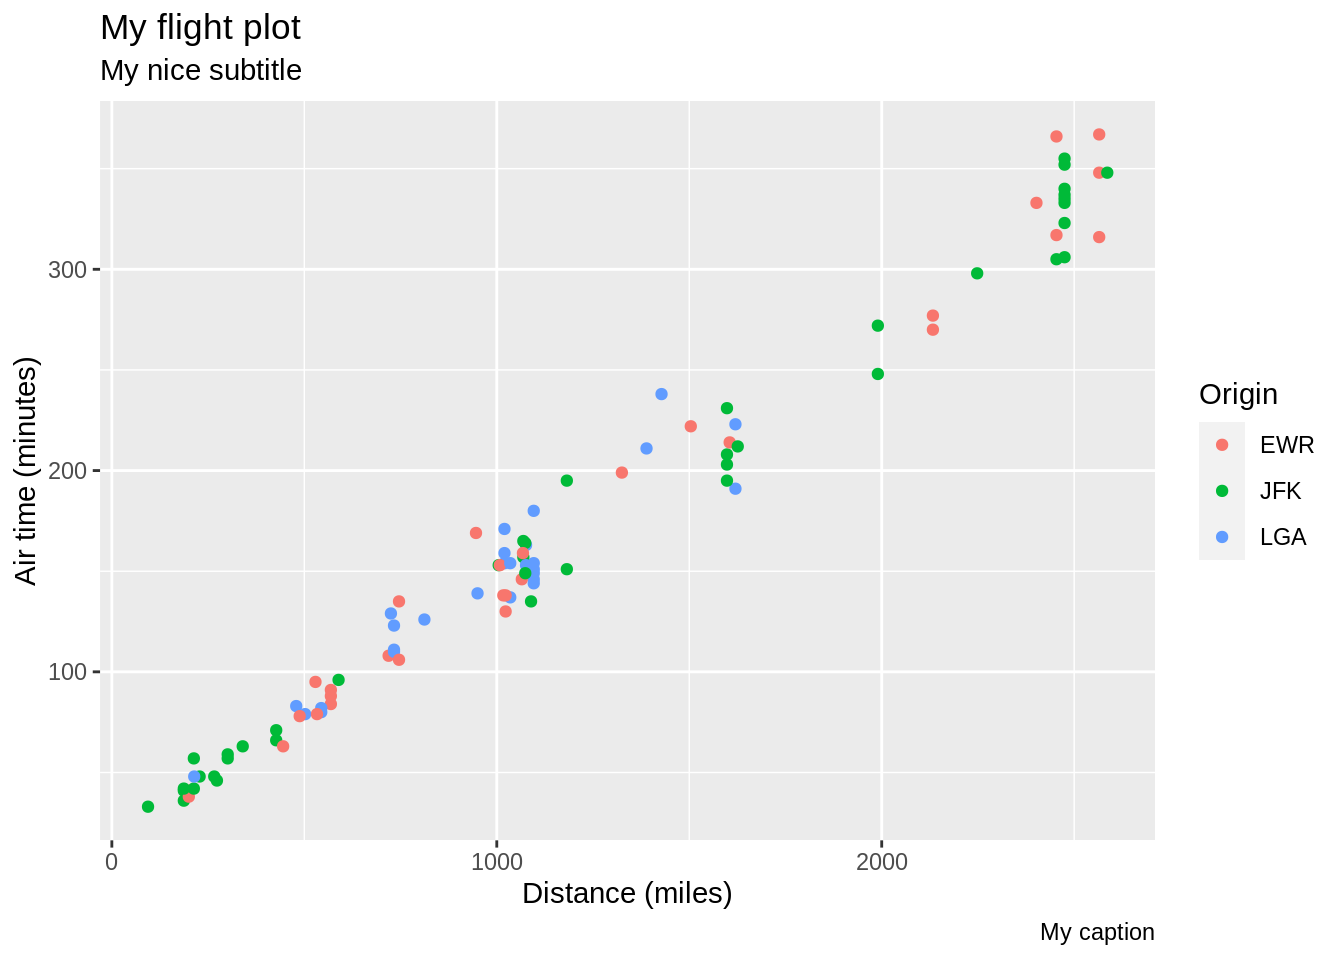 My flight plot
My nice subtitle
300
200
100
0
1000
2000
Air time (minutes)
Distance (miles)
Origin
EWR
JFK
LGA
My caption